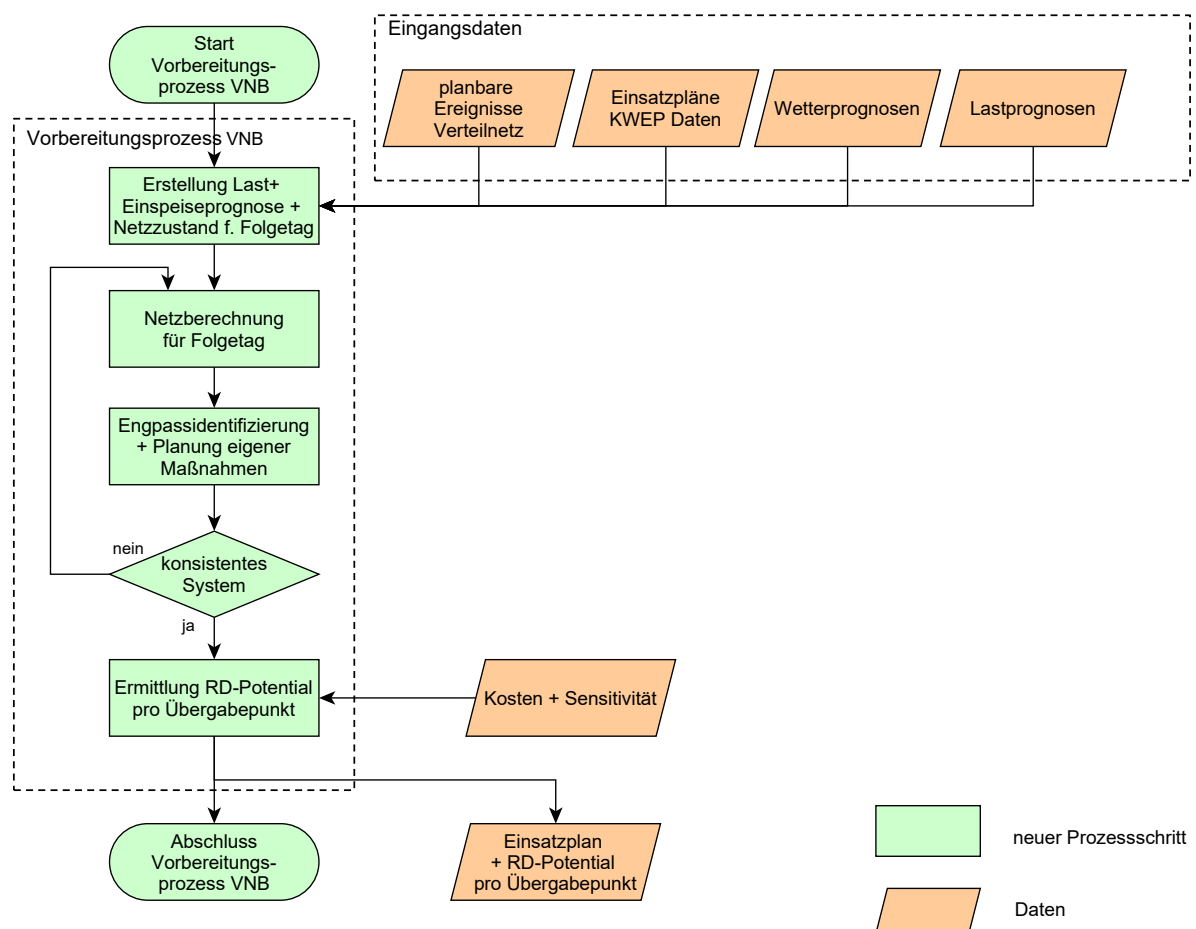 Start
Vorbereitungs-
prozess VNB
Eingangsdaten
planbare
Ereignisse
Verteilnetz
Einsatzpläne
KWEP Daten
Wetterprognosen
Lastprognosen
Vorbereitungsprozess VNB
Erstellung Last+
Einspeiseprognose +
Netzzustand f. Folgetag
Netzberechnung
für Folgetag
Engpassidentifizierung
+ Planung eigener
Maßnahmen
nein
konsistentes
System
ja
Ermittlung RD-Potential
pro Übergabepunkt
Kosten + Sensitivität
Abschluss
Vorbereitungs-
prozess VNB
Einsatzplan
+ RD-Potential
pro Übergabepunkt
neuer Prozessschritt
Daten